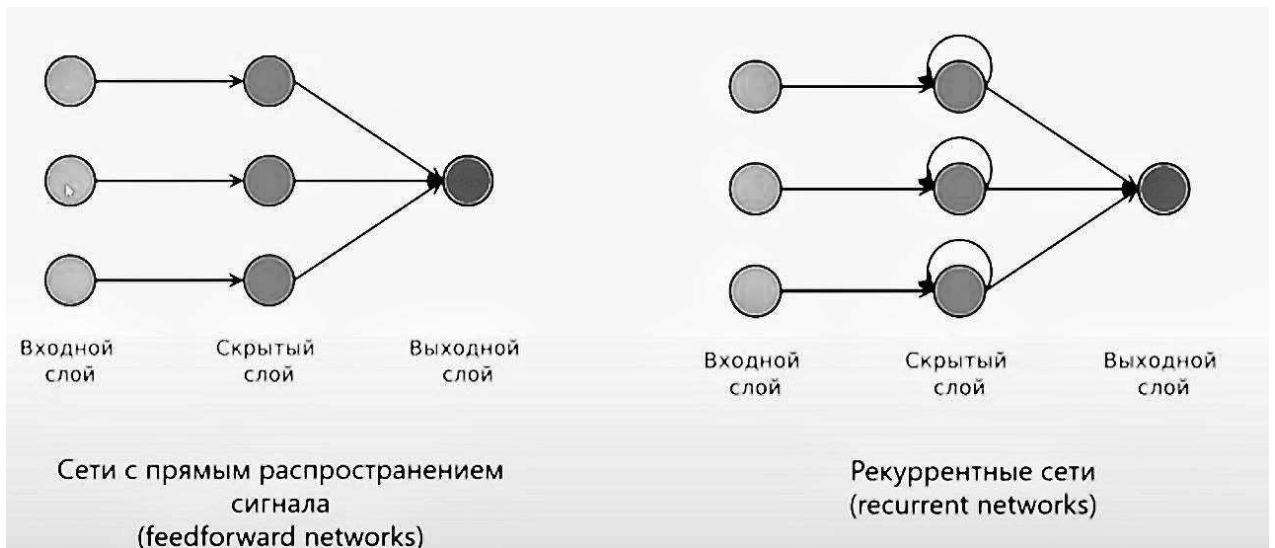 Входной
слой
Скрытый
слой
Выходной
слой
Сети с прямым распространением
сигнала
(feedforward networks)
Входной
слой
Скрытый
слой
Выходной
слой
Рекуррентные сети
(recurrent networks)